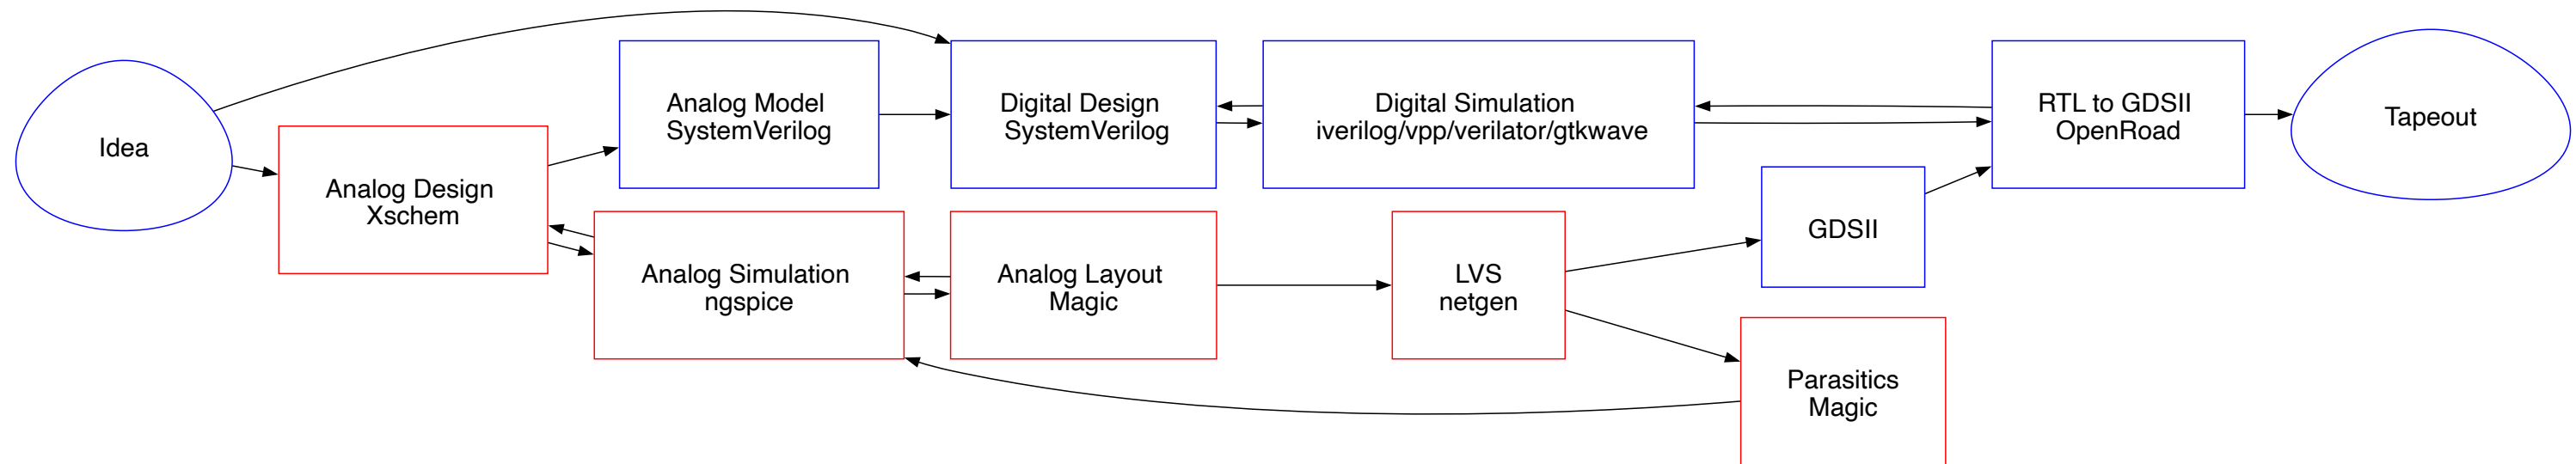 Idea
Analog Design
Xschem
Analog Model
SystemVerilog
Digital Design
SystemVerilog
Digital Simulation
iverilog/vpp/verilator/gtkwave
RTL to GDSII
OpenRoad
Tapeout
Analog Simulation
ngspice
Analog Layout
Magic
LVS
netgen
GDSII
Parasitics
Magic